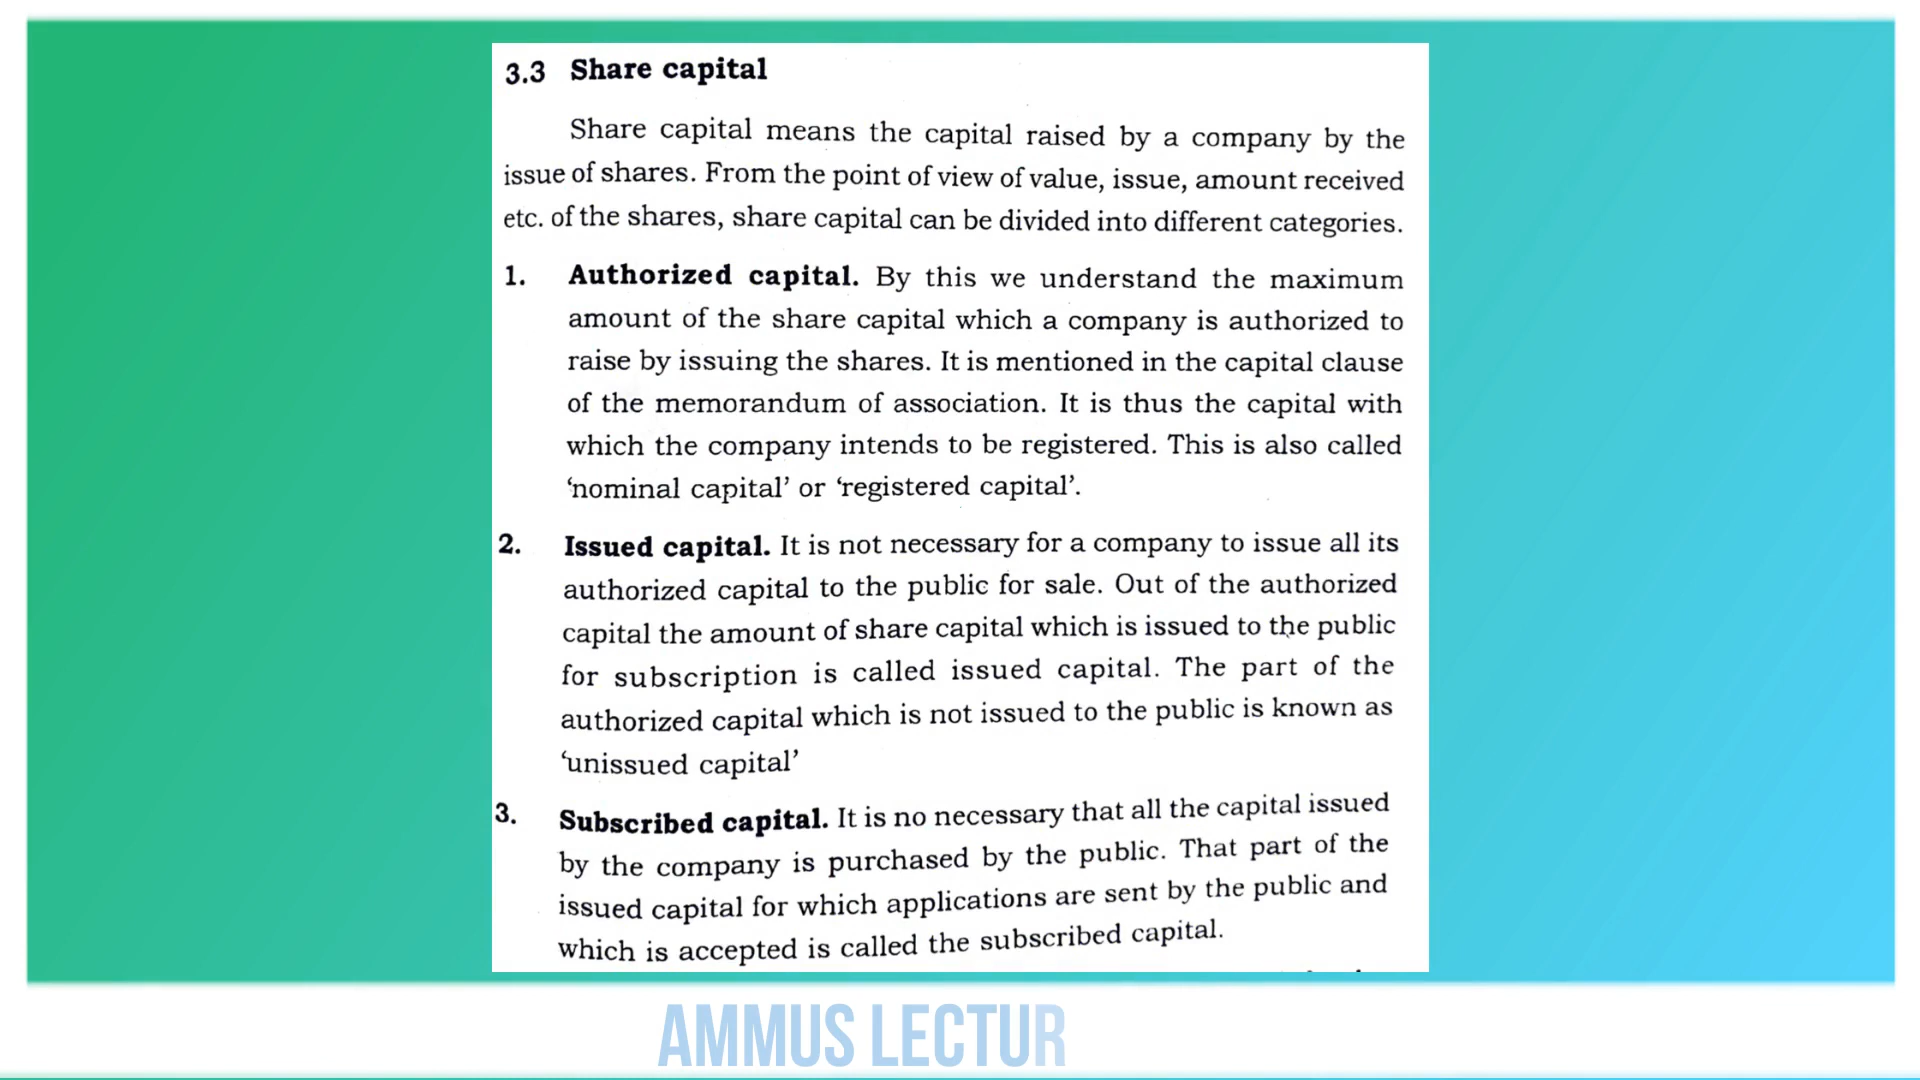 3.3 Share capital
Share capital means the capital raised by a company by the
issue of shares. From the point of view of value, issue, amount received
etc. of the shares, share capital can be divided into different categories.
1. Authorized capital. By this we understand the maximum
amount of the share capital which a company is authorized to
raise by issuing the shares. It is mentioned in the capital clause
of the memorandum of association. It is thus the capital with
which the company intends to be registered. This is also called
‘nominal capital’ or ‘registered capital’.
2. Issued capital. It is not necessary for a company to issue all its
authorized capital to the public for sale. Out of the authorized
capital the amount of share capital which is issued to the public
for subscription is called issued capital. The part of the
authorized capital which is not issued to the public is known as
‘unissued capital’
3. Subscribed capital. It is no necessary that all the capital issued
by the company is purchased by the public. That part of the
issued capital for which applications are sent by the public and
which is accepted is called the subscribed capital.
AMMUS LECTUR